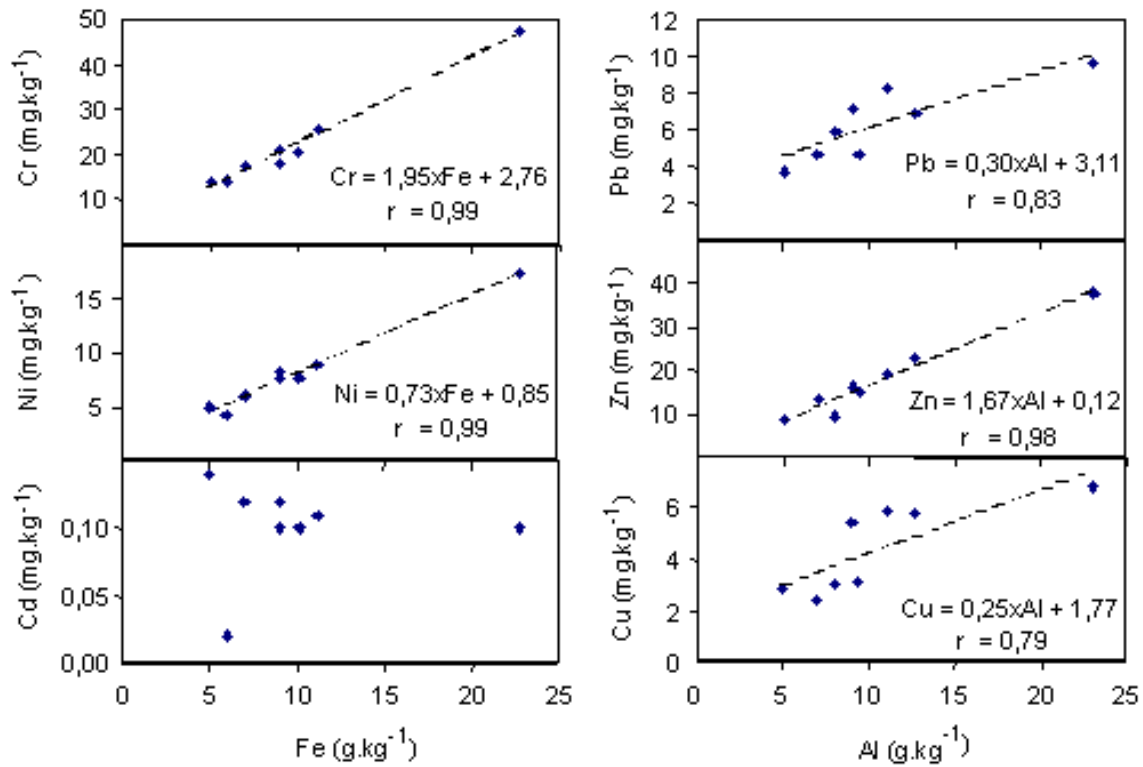 Cr (mg.kg-1)
50
40
30
20
10
Cr = 1,95xFe + 2,76
r = 0,99
Pb (mg.kg-1)
12
10
8
6
4
2
Pb = 0,30xAl + 3,11
r = 0,83
Ni (mg.kg-1)
15
10
5
Ni = 0,73xFe + 0,85
r = 0,99
Zn (mg.kg-1)
40
30
20
10
Zn = 1,67xAl + 0,12
r = 0,98
Cd (mg.kg-1)
0,10
0,05
0,00
0 5 10 15 20 25
Fe (g.kg-1)
Cu (mg.kg-1)
6
4
2
0
Cu = 0,25xAl + 1,77
r = 0,79
0 5 10 15 20 25
Al (g.kg-1)